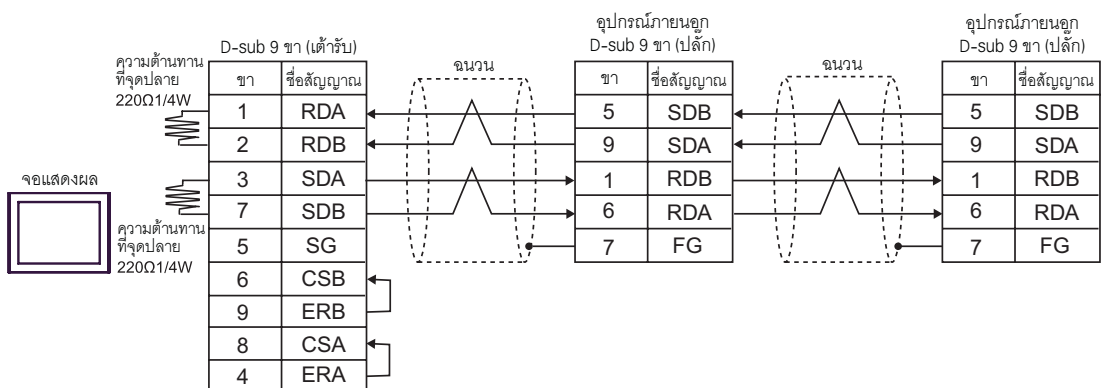 อุปกรณ์ภายนอก
D-sub 9 ขา (ปลั๊ก)
อุปกรณ์ภายนอก
D-sub 9 ขา (ปลั๊ก)
D-sub 9 ขา (เต้ารับ)
ความต้านทาน
ที่จุดปลาย
220Ω1/4W
ฉนวน
ฉนวน
ขา ชื่อสัญญาณ
1 RDA
2 RDB
3 SDA
7 SDB
5 SG
6 CSB
9 ERB
8 CSA
4 ERA
ขา ชื่อสัญญาณ
5 SDB
9 SDA
1 RDB
6 RDA
7 FG
ขา ชื่อสัญญาณ
5 SDB
9 SDA
1 RDB
6 RDA
7 FG
จอแสดงผล
ความต้านทาน
ที่จุดปลาย
220Ω1/4W